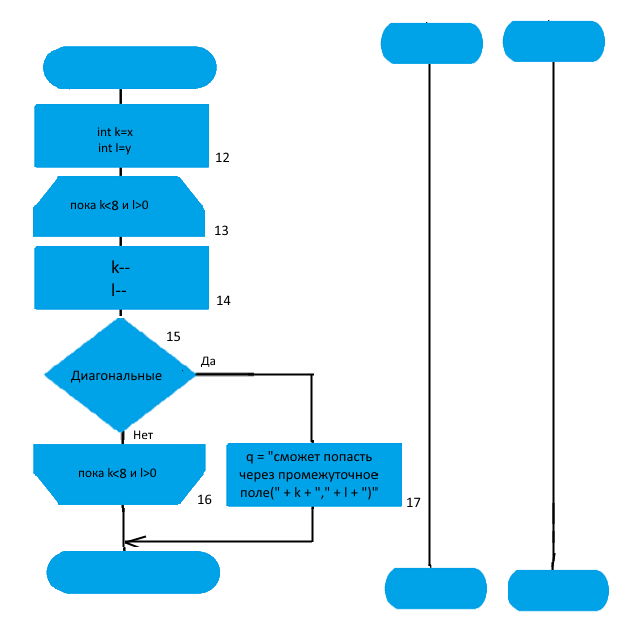 int k=x
int l=y
12
пока k<8 и l>0
13
k--
l--
14
15
Диагональные
Да
Нет
пока k<8 и l>0
16
q = "сможет попасть
через промежуточное
поле(" + k + "," + l + ")"
17